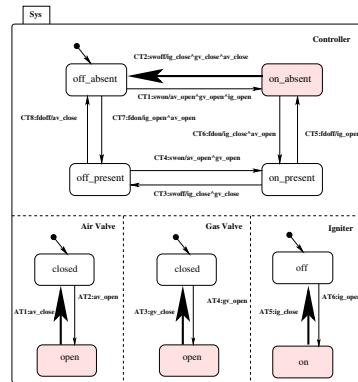 Sys
Controller
CT2:swoff/ig_close^gv_close^av_close
off_absent
on_absent
CT1:swon/av_open^gv_open^ig_open
CT8:fdoff/av_close
CT7:fdon/ig_open^av_open
CT6:fdon/ig_close^av_open
CT5:fdoff/ig_open
CT4:swon/av_open^gv_open
off_present
on_present
CT3:swoff/ig_close^gv_close
Air Valve
Gas Valve
Igniter
closed
closed
off
AT2:av_open
AT4:gv_open
AT6:ig_open
AT1:av_close
AT3:gv_close
AT5:ig_close
open
open
on